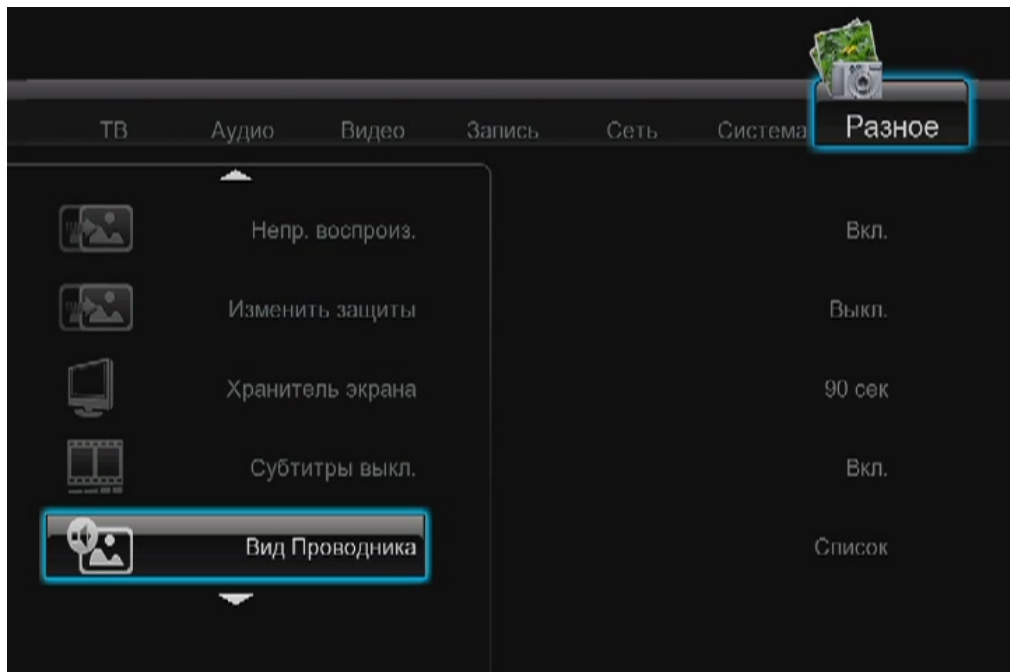 ТВ Аудио Видео Запись Сеть Система Разное
Непр. воспроиз. Вкл.
Изменить защиты Выкл.
Хранитель экрана 90 сек
Субтитры выкл. Вкл.
Вид Проводника Список